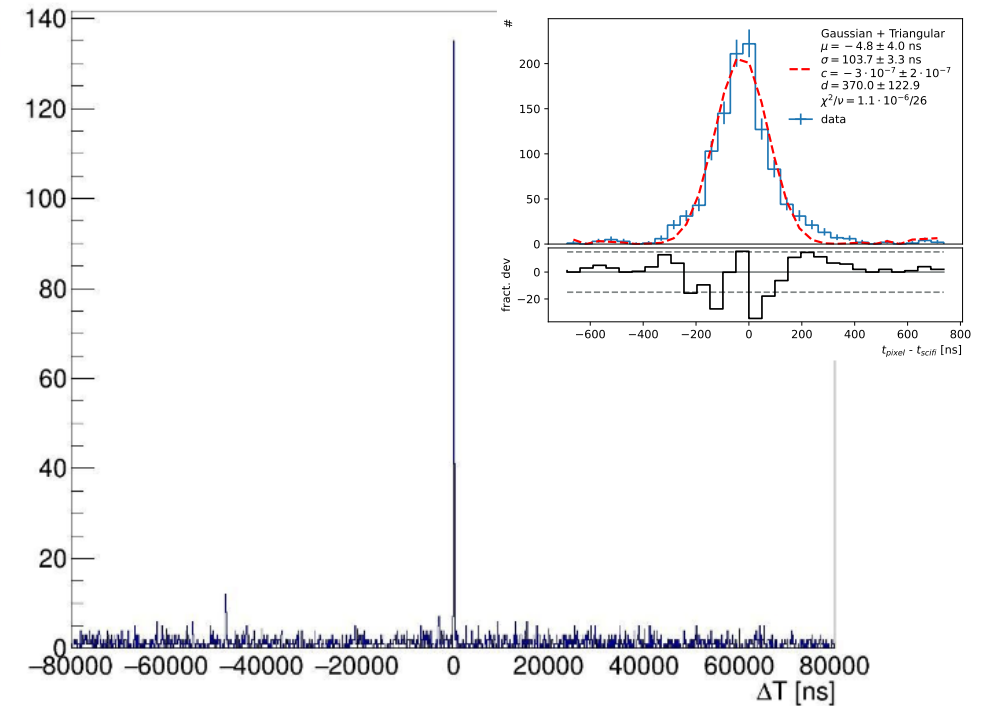 140
120
100
80
60
40
20
0
−80000 −60000 −40000 −20000 0 20000 40000 60000 80000
ΔT [ns]
#
200
150
100
50
0
Gaussian + Triangular
μ = − 4.8 ± 4.0 ns
σ = 103.7 ± 3.3 ns
c = − 3 · 10⁻⁷ ± 2 · 10⁻⁷
d = 370.0 ± 122.9
χ²/ν = 1.1 · 10⁻⁶/26
data
fract. dev
0
−20
−600 −400 −200 0 200 400 600 800
t_pixel - t_scifi [ns]